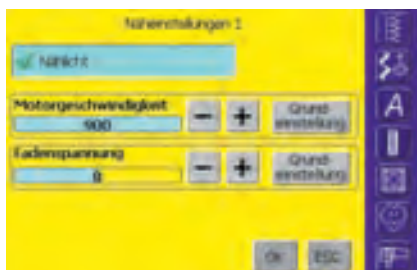 Näheinstellungen 1
Nählicht
Motorgeschwindigkeit
900
Grund-
einstellung
Fadenspannung
0
Grund-
einstellung
OK ESC
A